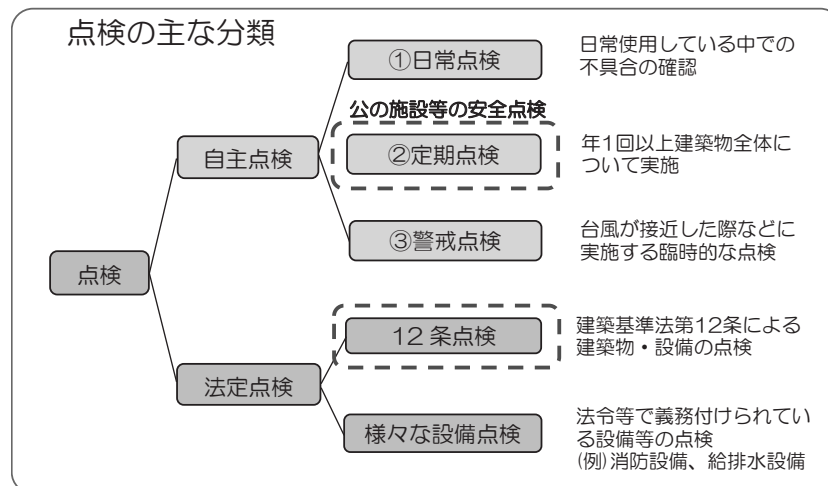 点検の主な分類
①日常点検
日常使用している中での
不具合の確認
公の施設等の安全点検
自主点検
②定期点検
年1回以上建築物全体に
ついて実施
③警戒点検
台風が接近した際などに
実施する臨時的な点検
点検
12条点検
建築基準法第12条による
建築物・設備の点検
法定点検
様々な設備点検
法令等で義務付けられてい
る設備等の点検
(例)消防設備、給排水設備